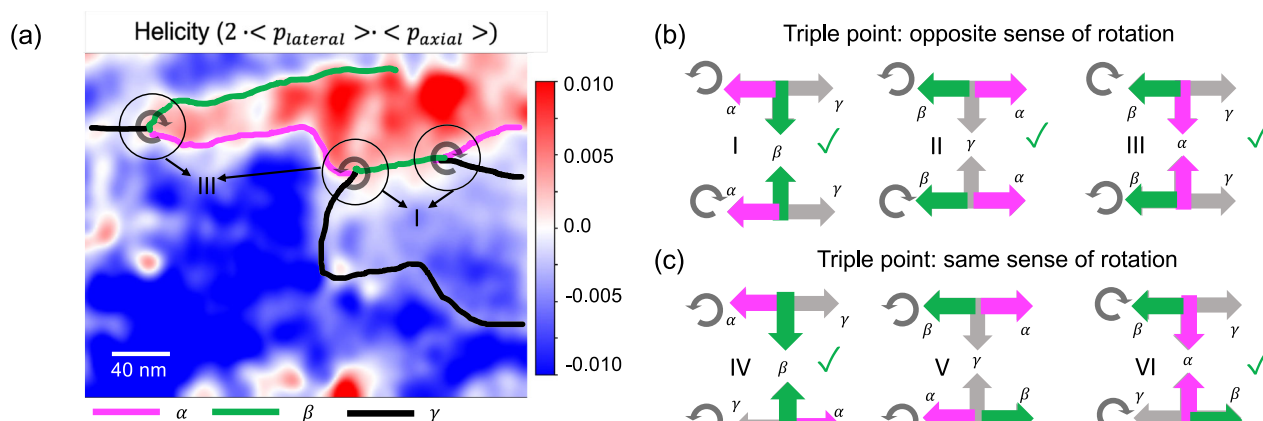 (a)
Helicity (2 ·< p_lateral >·< p_axial >)
0.010
0.005
0.0
-0.005
-0.010
III
I
40 nm
α β γ
(b)
Triple point: opposite sense of rotation
α γ β γ β α
I β ✓ II γ ✓ III α ✓
α γ β α β γ
(c)
Triple point: same sense of rotation
α γ β α β γ
IV β ✓ V γ VI α ✓
γ α α β γ β